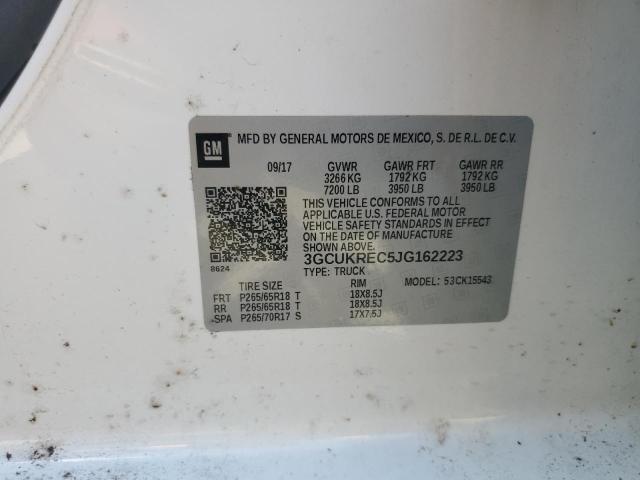 GM MFD BY GENERAL MOTORS DE MEXICO, S. DE R.L. DE C.V.
09/17 GVWR GAWR FRT GAWR RR
3266 KG 1792 KG 1792 KG
7200 LB 3950 LB 3950 LB
THIS VEHICLE CONFORMS TO ALL
APPLICABLE U.S. FEDERAL MOTOR
VEHICLE SAFETY STANDARDS IN EFFECT
ON THE DATE OF MANUFACTURE
SHOWN ABOVE.
3GCUKREC5JG162223
8624 TYPE: TRUCK
TIRE SIZE RIM MODEL: 53CK15543
FRT P265/65R18 T 18X8.5J
RR P265/65R18 T 18X8.5J
SPA P265/70R17 S 17X7.5J